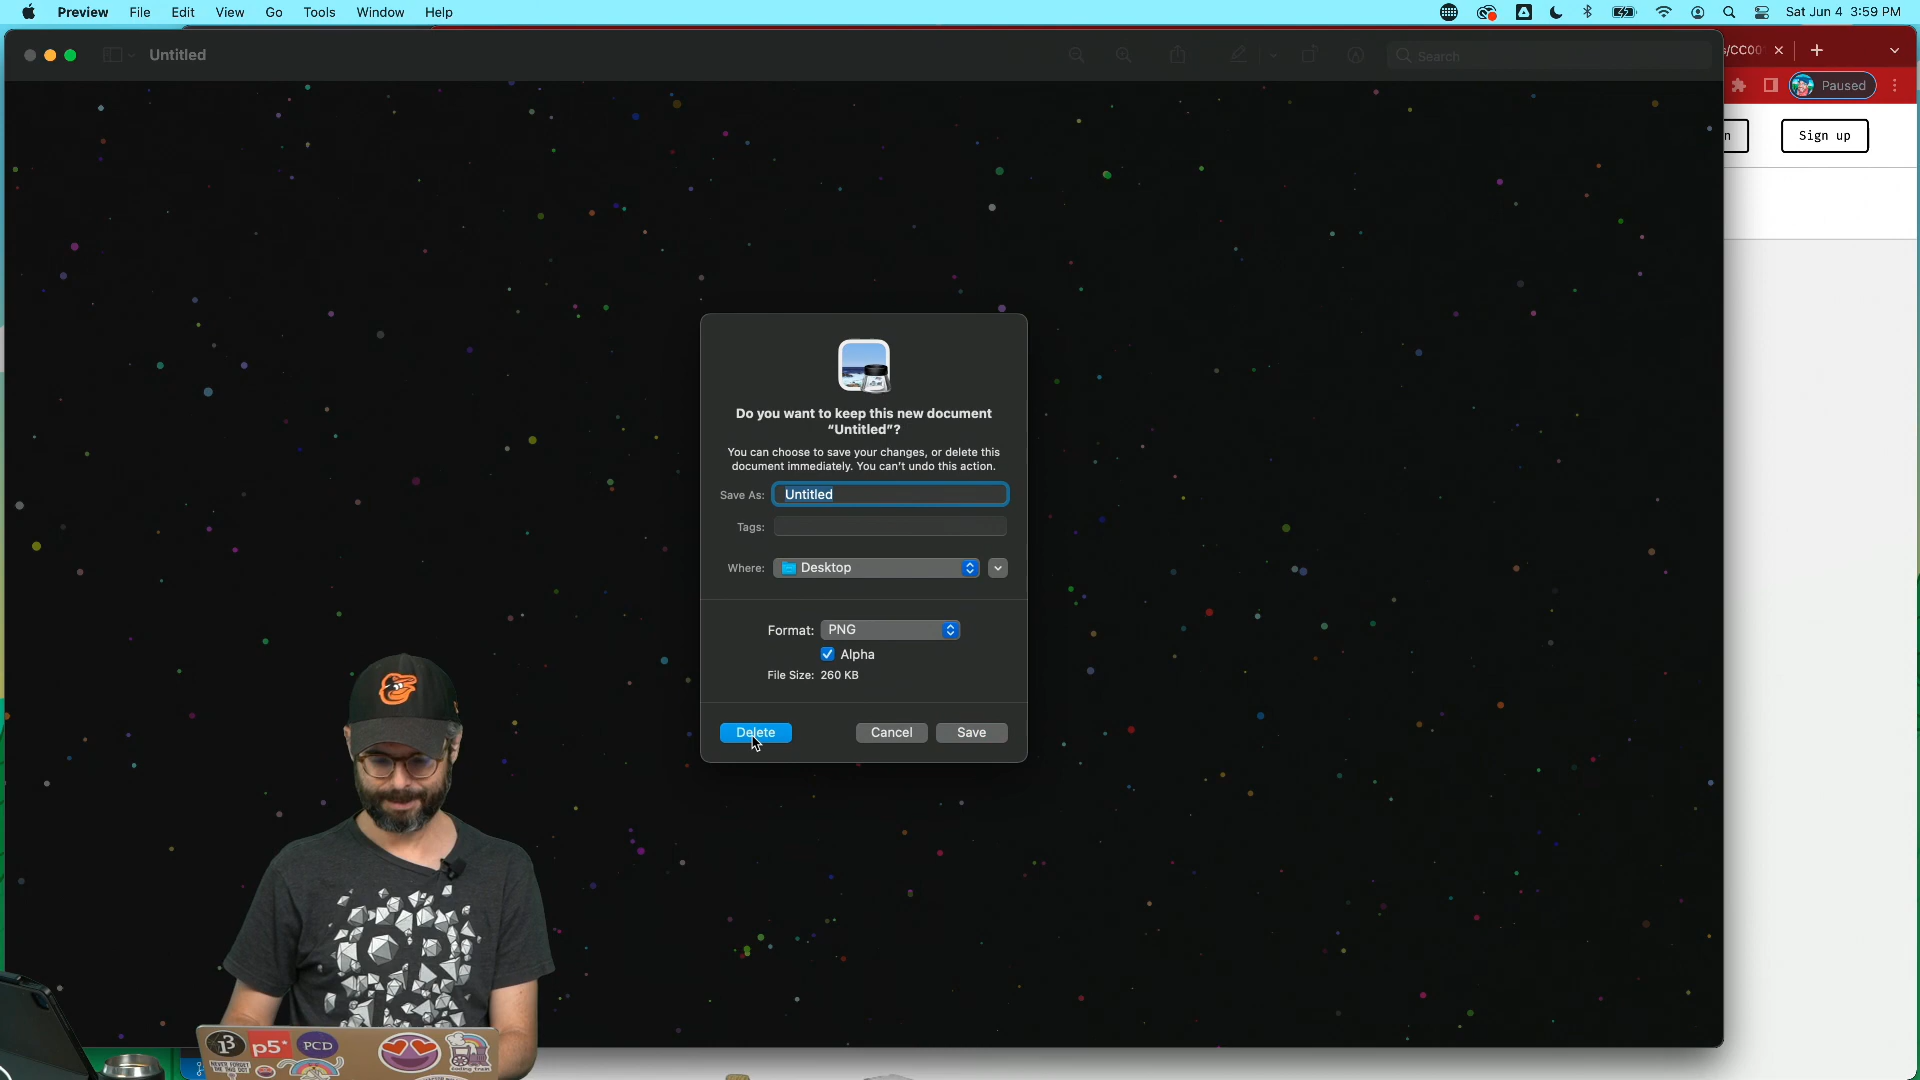 Preview File Edit View Go Tools Window Help Sat Jun 4 3:59 PM
Untitled
Search
Paused
Sign up
Do you want to keep this new document
“Untitled”?
You can choose to save your changes, or delete this
document immediately. You can’t undo this action.
Save As: Untitled
Tags:
Where: Desktop
Format: PNG
Alpha
File Size: 260 KB
Delete Cancel Save
p5* PCD